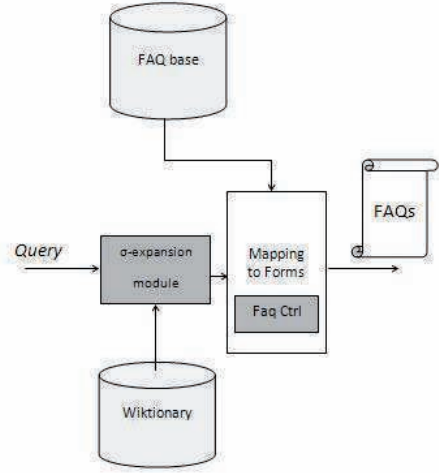 FAQ base
FAQs
Query
σ-expansion
module
Mapping
to Forms
Faq Ctrl
Wiktionary